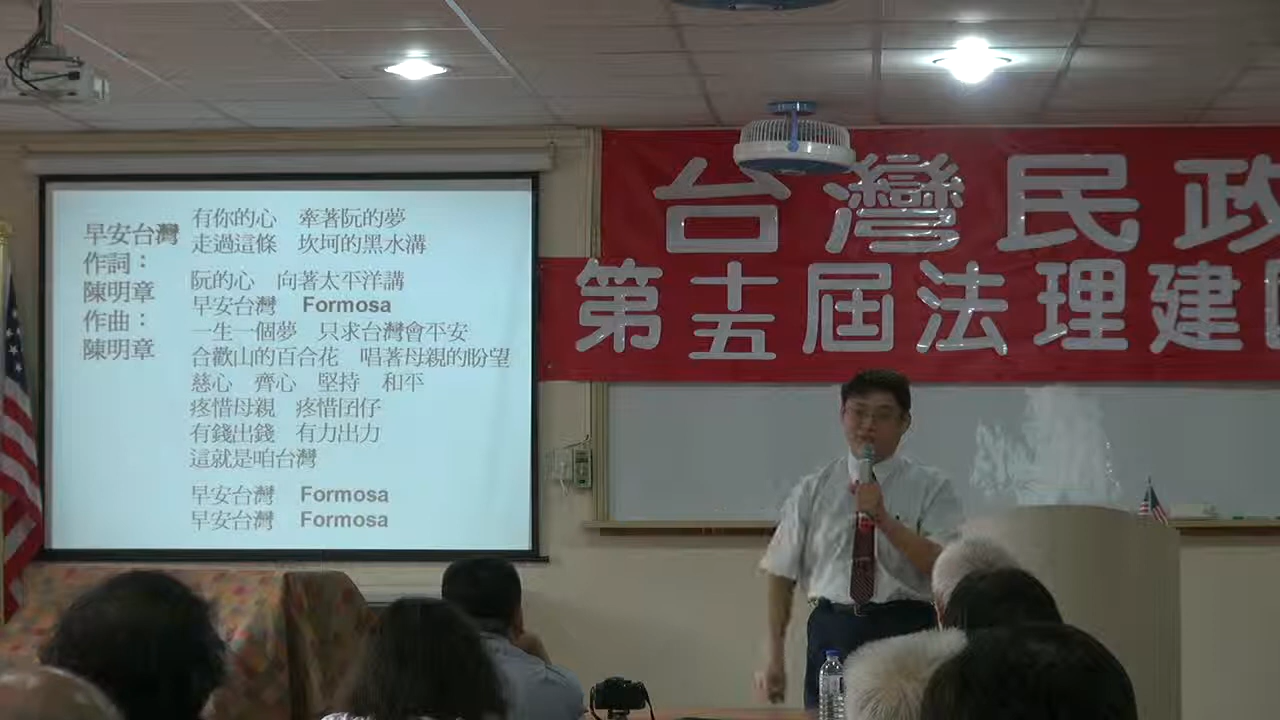 早安台灣
作詞：
陳明章
作曲：
陳明章
有你的心　牽著阮的夢
走過這條　坎坷的黑水溝
阮的心　向著太平洋講
早安台灣　Formosa
一生一個夢　只求台灣會平安
合歡山的百合花　唱著母親的盼望
慈心　齊心　堅持　和平
疼惜母親　疼惜囝仔
有錢出錢　有力出力
這就是咱台灣
早安台灣　Formosa
早安台灣　Formosa
台灣民政
第十五屆法理建